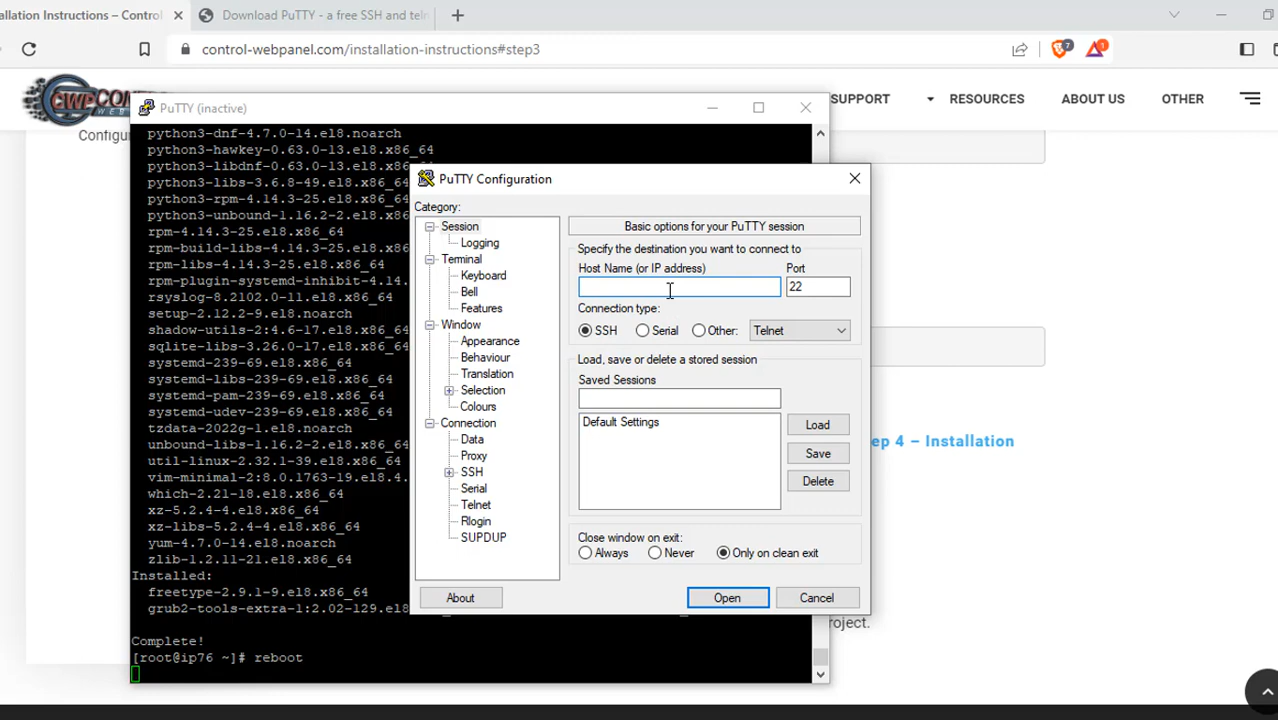 allation Instructions – Control
Download PuTTY - a free SSH and teln
control-webpanel.com/installation-instructions#step3
7
1
SUPPORT
RESOURCES
ABOUT US
OTHER
Configu
PuTTY (inactive)
python3-dnf-4.7.0-14.el8.noarch
python3-hawkey-0.63.0-13.el8.x86_64
python3-libdnf-0.63.0-13.el8.x86_64
python3-libs-3.6.8-49.el8.x86_64
python3-rpm-4.14.3-25.el8.x86_64
python3-unbound-1.16.2-2.el8.x86
rpm-4.14.3-25.el8.x86_64
rpm-build-libs-4.14.3-25.el8.x86
rpm-libs-4.14.3-25.el8.x86_64
rpm-plugin-systemd-inhibit-4.14.
rsyslog-8.2102.0-11.el8.x86_64
setup-2.12.2-9.el8.noarch
shadow-utils-2:4.6-17.el8.x86_64
sqlite-libs-3.26.0-17.el8.x86_64
systemd-239-69.el8.x86_64
systemd-libs-239-69.el8.x86_64
systemd-pam-239-69.el8.x86_64
systemd-udev-239-69.el8.x86_64
tzdata-2022g-1.el8.noarch
unbound-libs-1.16.2-2.el8.x86_64
util-linux-2.32.1-39.el8.x86_64
vim-minimal-2:8.0.1763-19.el8.4.
which-2.21-18.el8.x86_64
xz-5.2.4-4.el8.x86_64
xz-libs-5.2.4-4.el8.x86_64
yum-4.7.0-14.el8.noarch
zlib-1.2.11-21.el8.x86_64
Installed:
freetype-2.9.1-9.el8.x86_64
grub2-tools-extra-1:2.02-129.el8
Complete!
[root@ip76 ~]# reboot
PuTTY Configuration
Category:
Session
Logging
Terminal
Keyboard
Bell
Features
Window
Appearance
Behaviour
Translation
Selection
Colours
Connection
Data
Proxy
SSH
Serial
Telnet
Rlogin
SUPDUP
Basic options for your PuTTY session
Specify the destination you want to connect to
Host Name (or IP address)
Port
22
Connection type:
SSH
Serial
Other:
Telnet
Load, save or delete a stored session
Saved Sessions
Default Settings
Load
Save
Delete
Close window on exit:
Always
Never
Only on clean exit
About
Open
Cancel
ep 4 – Installation
roject.